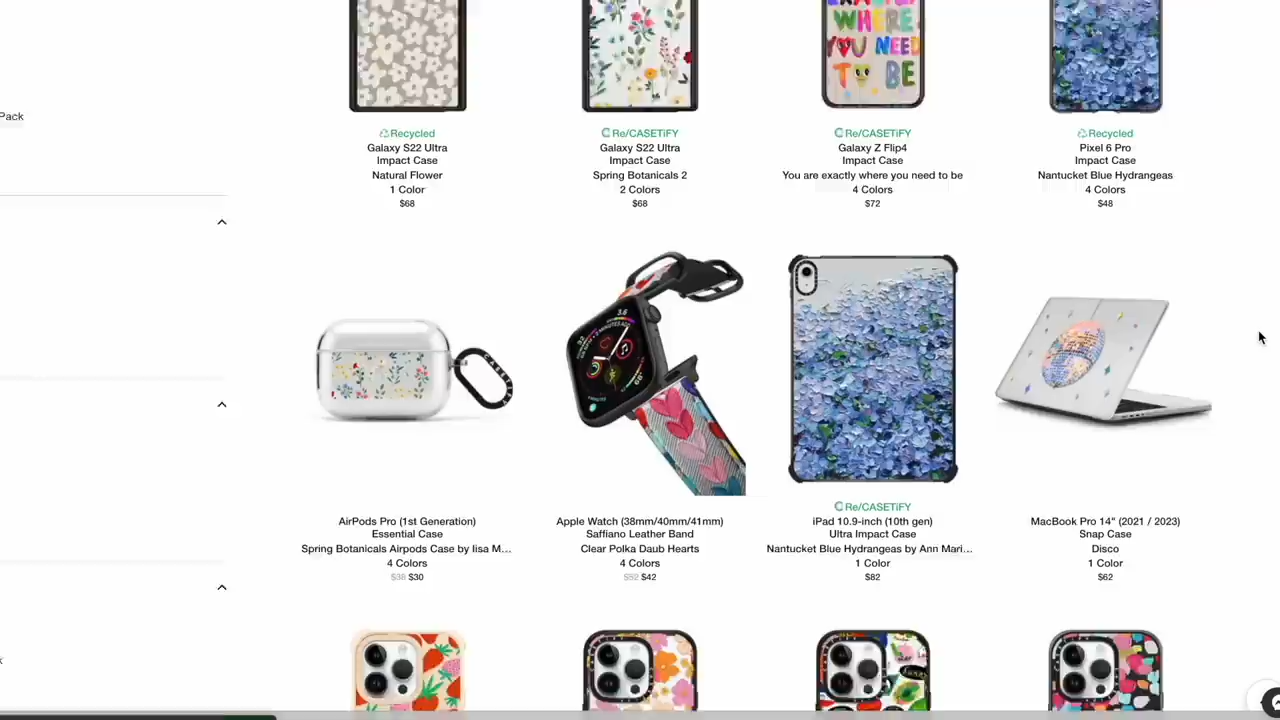 WHERE
YOU NEED
TO BE
Pack
Recycled
Galaxy S22 Ultra
Impact Case
Natural Flower
1 Color
$68
Re/CASETiFY
Galaxy S22 Ultra
Impact Case
Spring Botanicals 2
2 Colors
$68
Re/CASETiFY
Galaxy Z Flip4
Impact Case
You are exactly where you need to be
4 Colors
$72
Recycled
Pixel 6 Pro
Impact Case
Nantucket Blue Hydrangeas
4 Colors
$48
AirPods Pro (1st Generation)
Essential Case
Spring Botanicals Airpods Case by lisa M...
4 Colors
$38 $30
Apple Watch (38mm/40mm/41mm)
Saffiano Leather Band
Clear Polka Daub Hearts
4 Colors
$52 $42
Re/CASETiFY
iPad 10.9-inch (10th gen)
Ultra Impact Case
Nantucket Blue Hydrangeas by Ann Mari...
1 Color
$82
MacBook Pro 14" (2021 / 2023)
Snap Case
Disco
1 Color
$62